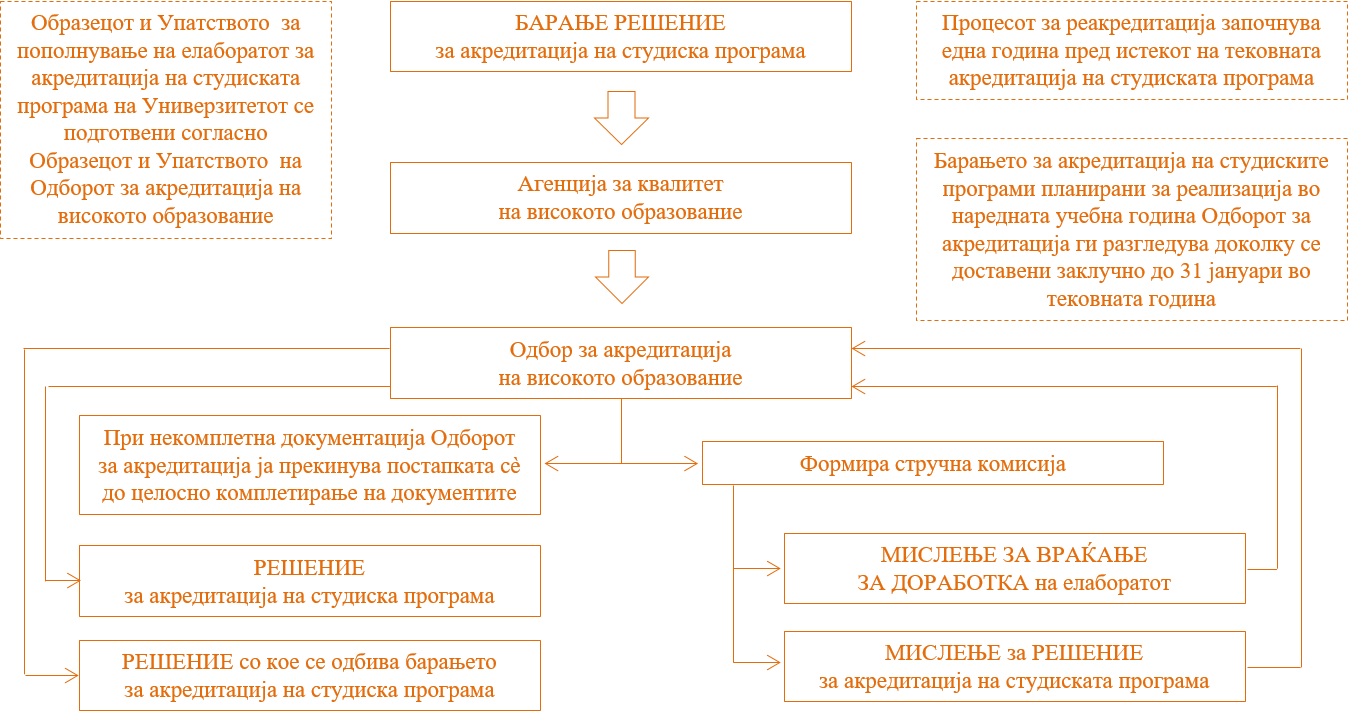 Образецот и Упатството за
пополнување на елаборатот за
акредитација на студиската
програма на Универзитетот се
подготвени согласно
Образецот и Упатството на
Одборот за акредитација на
високото образование
БАРАЊЕ РЕШЕНИЕ
за акредитација на студиска програма
Процесот за реакредитација започнува
една година пред истекот на тековната
акредитација на студиската програма
Агенција за квалитет
на високото образование
Барањето за акредитација на студиските
програми планирани за реализација во
наредната учебна година Одборот за
акредитација ги разгледува доколку се
доставени заклучно до 31 јануари во
тековната година
Одбор за акредитација
на високото образование
При некомплетна документација Одборот
за акредитација ја прекинува постапката сѐ
до целосно комплетирање на документите
Формира стручна комисија
РЕШЕНИЕ
за акредитација на студиска програма
МИСЛЕЊЕ ЗА ВРАЌАЊЕ
ЗА ДОРАБОТКА на елаборатот
РЕШЕНИЕ со кое се одбива барањето
за акредитација на студиска програма
МИСЛЕЊЕ за РЕШЕНИЕ
за акредитација на студиската програма